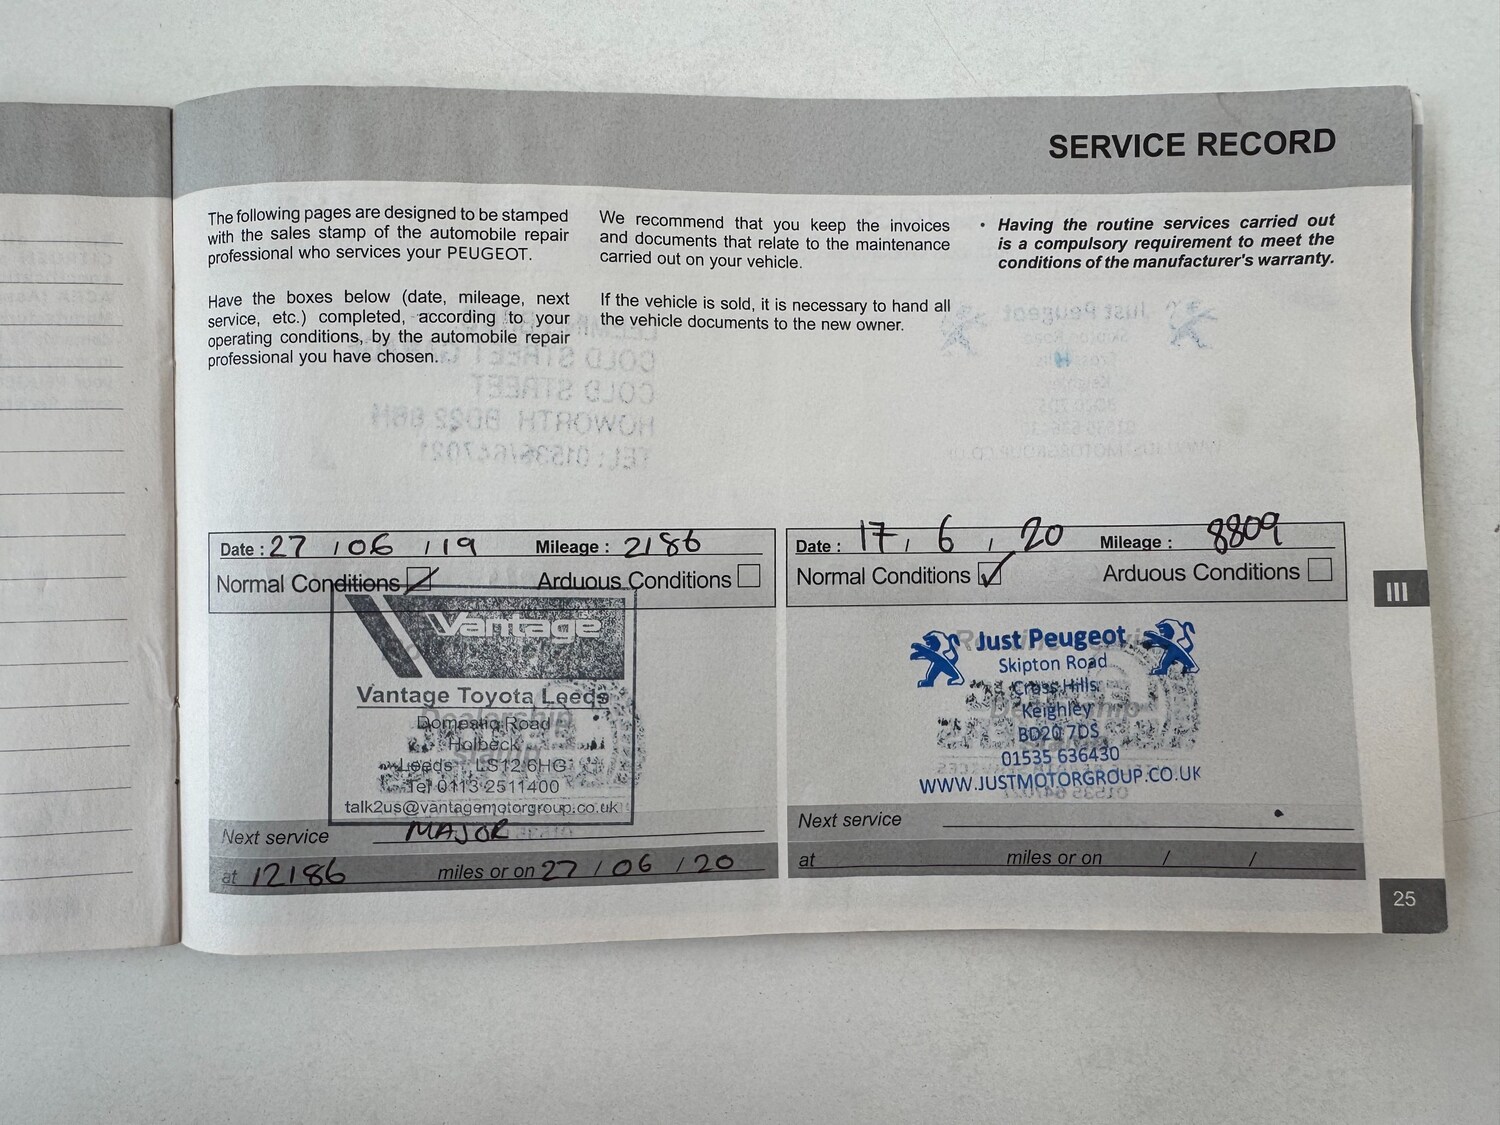 SERVICE RECORD
The following pages are designed to be stamped
with the sales stamp of the automobile repair
professional who services your PEUGEOT.
Have the boxes below (date, mileage, next
service, etc.) completed, according to your
operating conditions, by the automobile repair
professional you have chosen.
We recommend that you keep the invoices
and documents that relate to the maintenance
carried out on your vehicle.
If the vehicle is sold, it is necessary to hand all
the vehicle documents to the new owner.
• Having the routine services carried out
is a compulsory requirement to meet the
conditions of the manufacturer's warranty.
Date : 27 / 06 / 19 Mileage : 2186
Normal Conditions Arduous Conditions
Vantage
Vantage Toyota Leeds
Domestic Road
Holbeck
Leeds LS12 6HG
Tel 0113 2511400
talk2us@vantagemotorgroup.co.uk
Next service MAJOR
at 12186 miles or on 27 / 06 / 20
Date : 17 / 6 / 20 Mileage : 8809
Normal Conditions Arduous Conditions
Just Peugeot
Skipton Road
Cross Hills
Keighley
BD20 7DS
01535 636430
WWW.JUSTMOTORGROUP.CO.UK
Next service
at miles or on / /
III
25